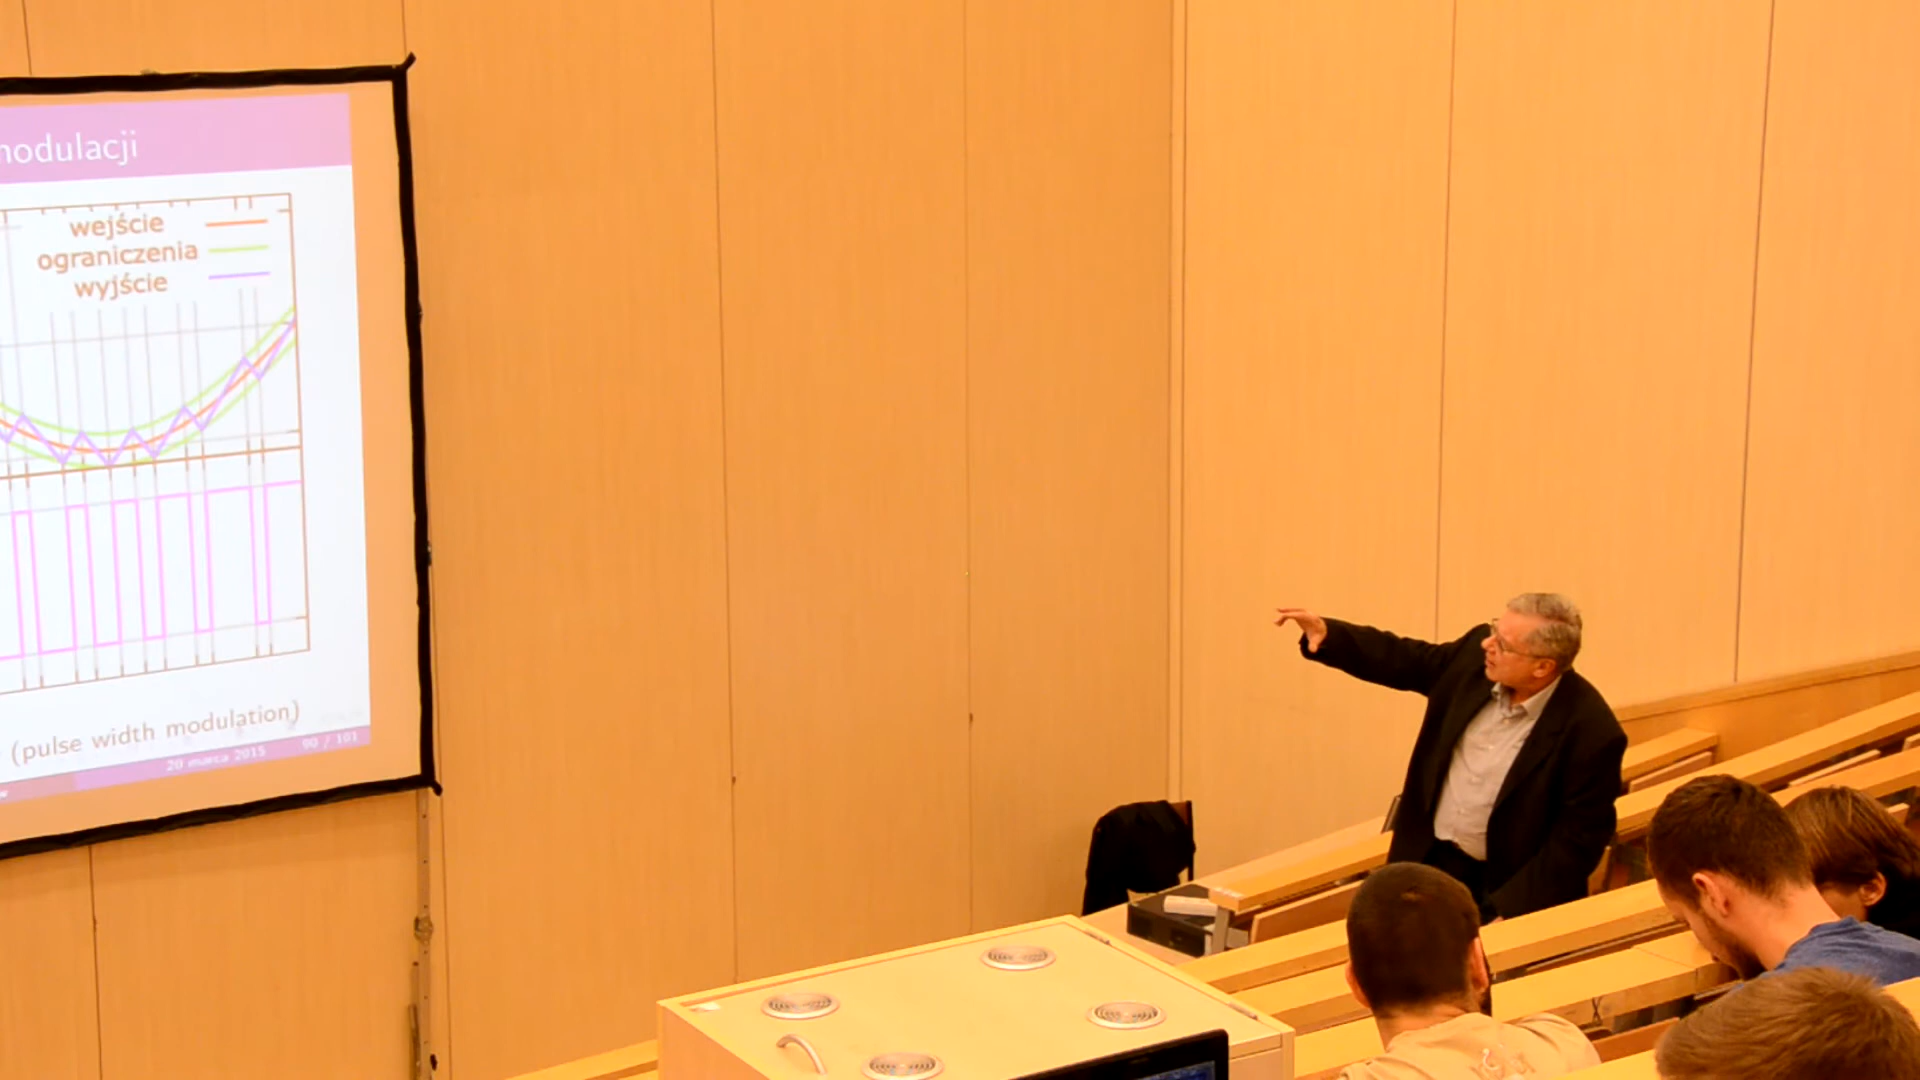 modulacji
wejście
ograniczenia
wyjście
(pulse width modulation)
20 marca 2015
90 / 101